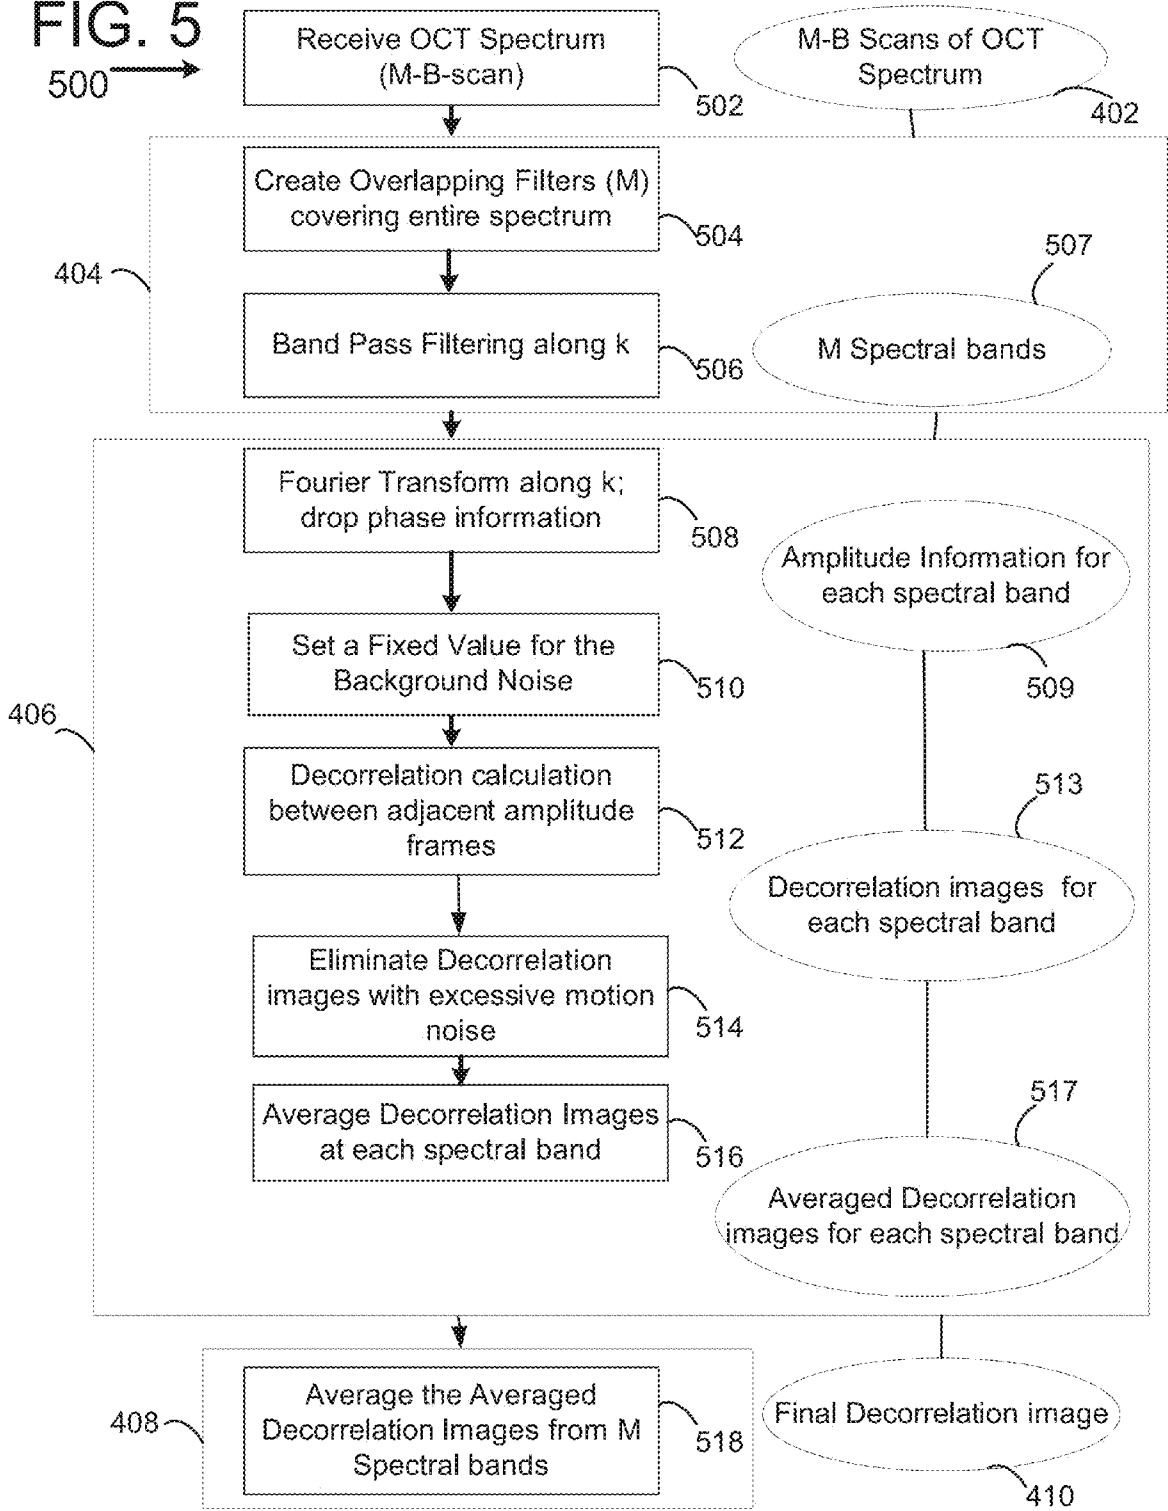 FIG. 5
500
Receive OCT Spectrum
(M-B-scan)
502
M-B Scans of OCT
Spectrum
402
404
Create Overlapping Filters (M)
covering entire spectrum
504
Band Pass Filtering along k
506
507
M Spectral bands
406
Fourier Transform along k;
drop phase information
508
Amplitude Information for
each spectral band
509
Set a Fixed Value for the
Background Noise
510
Decorrelation calculation
between adjacent amplitude
frames
512
513
Decorrelation images for
each spectral band
Eliminate Decorrelation
images with excessive motion
noise
514
Average Decorrelation Images
at each spectral band
516
517
Averaged Decorrelation
images for each spectral band
408
Average the Averaged
Decorrelation Images from M
Spectral bands
518
Final Decorrelation image
410